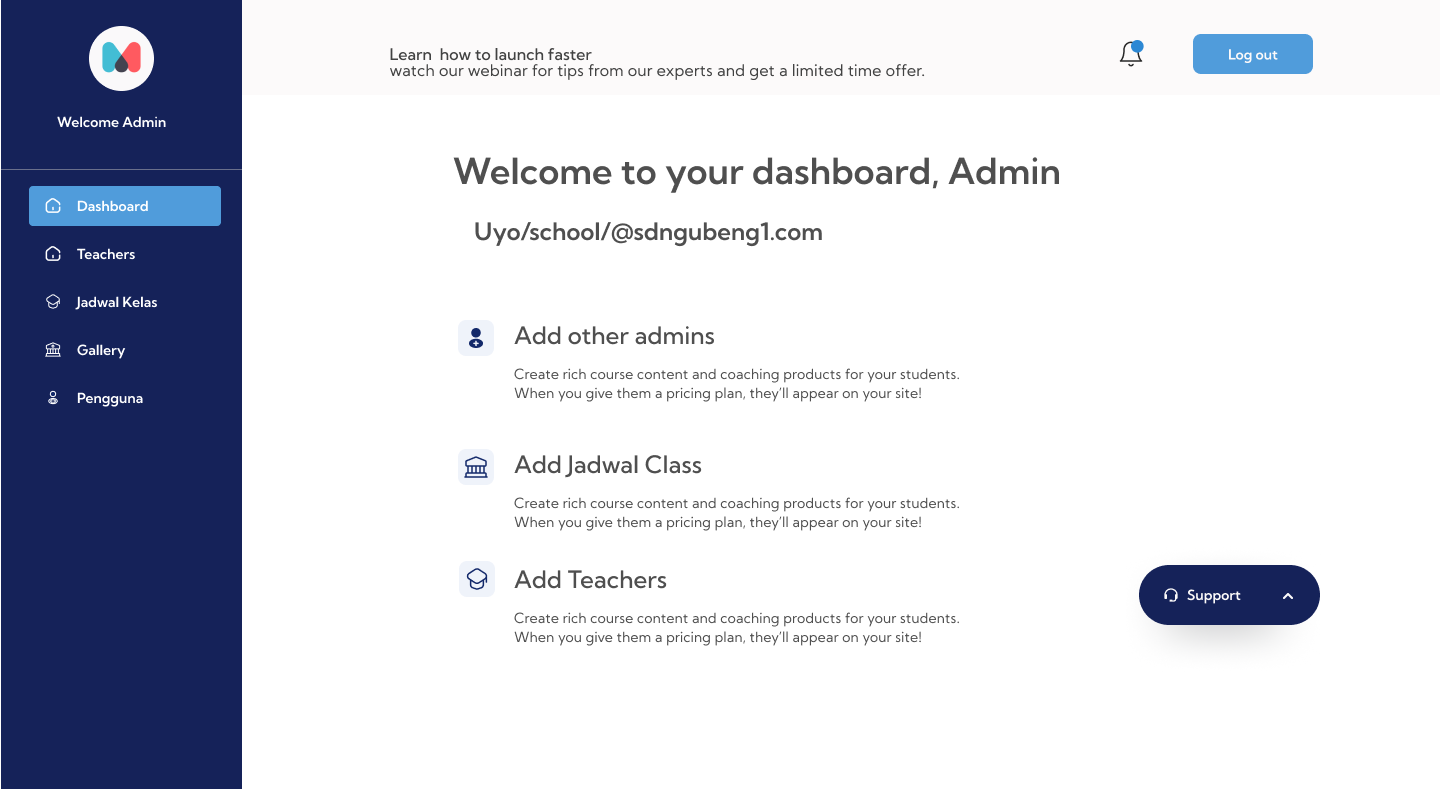 Welcome Admin
Dashboard
Teachers
Jadwal Kelas
Gallery
Pengguna
Learn  how to launch faster
watch our webinar for tips from our experts and get a limited time offer.
Log out
Welcome to your dashboard, Admin
Uyo/school/@sdngubeng1.com
Add other admins
Create rich course content and coaching products for your students.
When you give them a pricing plan, they’ll appear on your site!
Add Jadwal Class
Create rich course content and coaching products for your students.
When you give them a pricing plan, they’ll appear on your site!
Add Teachers
Create rich course content and coaching products for your students.
When you give them a pricing plan, they’ll appear on your site!
Support